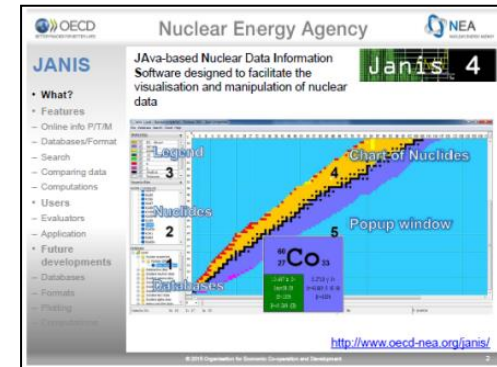 OECD
Nuclear Energy Agency
NEA
JANIS
• What?
• Features
– Online info P/T/M
– Databases/Format
– Search
– Comparing data
– Computations
• Users
– Evaluators
– Application
• Future
developments
– Databases
– Formats
– Plotting
– Computations
JAva-based Nuclear Data Information
Software designed to facilitate the
visualisation and manipulation of nuclear
data
Janis 4
Legend
3
Chart of Nuclides
4
Nuclides
2
5
Popup window
1
Databases
60
Co
27
33
http://www.oecd-nea.org/janis/
© 2015 Organisation for Economic Co-operation and Development
2